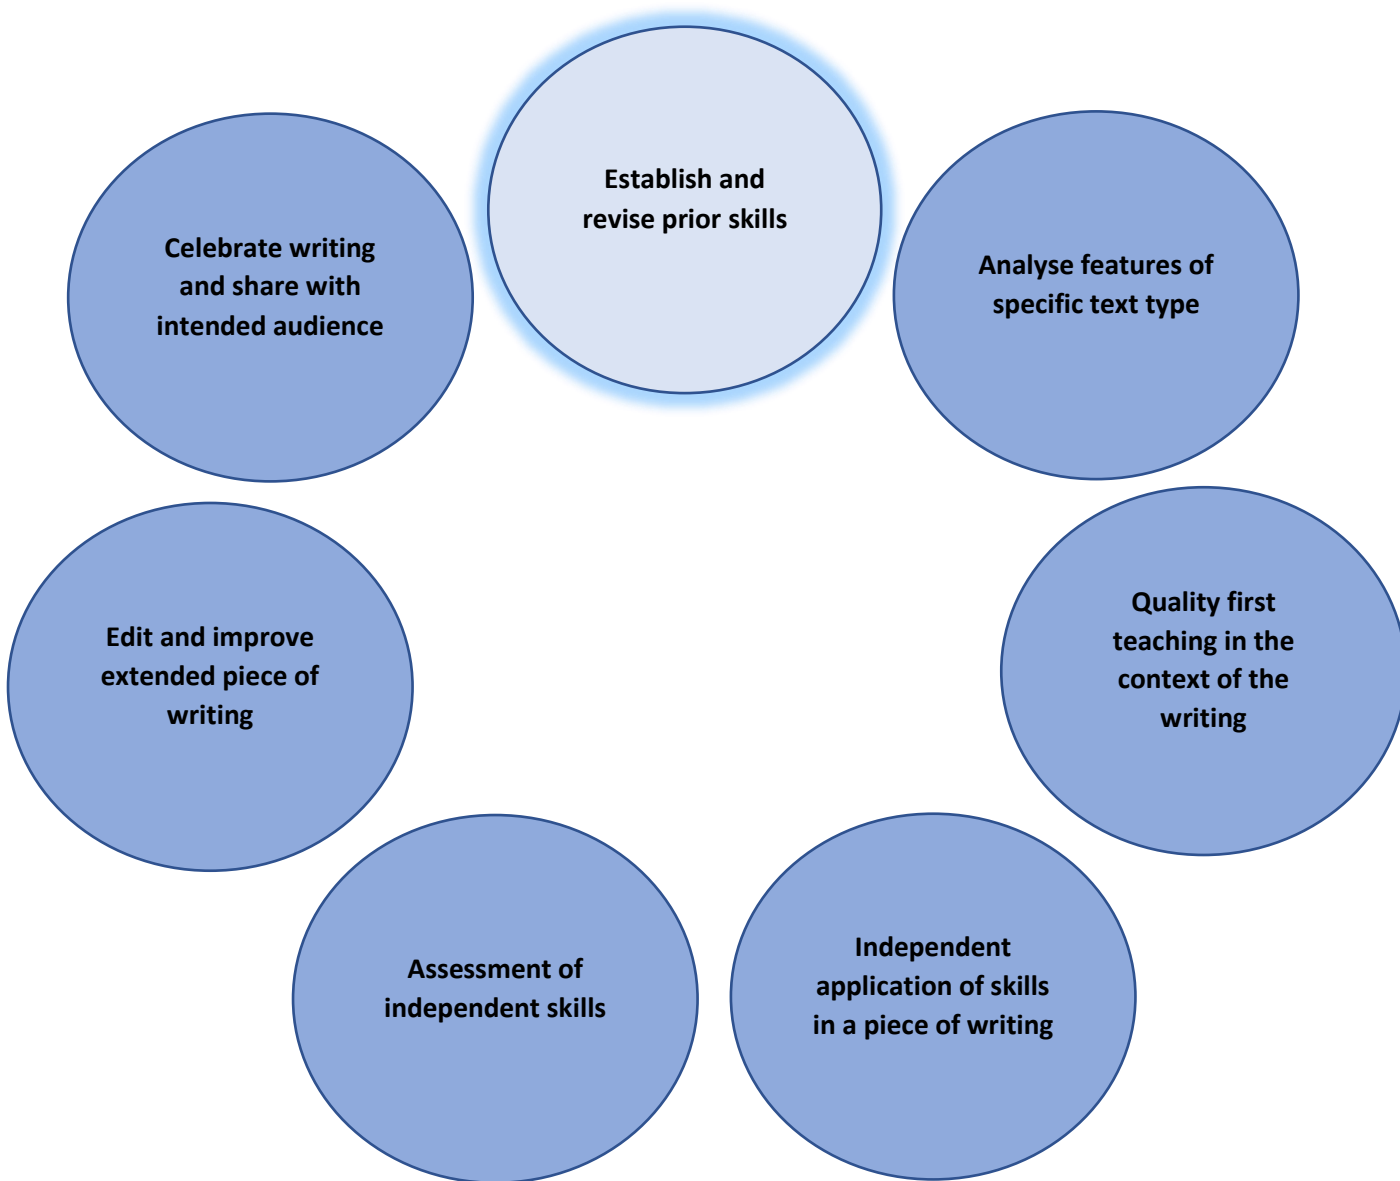 Establish and
revise prior skills
Analyse features of
specific text type
Quality first
teaching in the
context of the
writing
Independent
application of skills
in a piece of writing
Assessment of
independent skills
Edit and improve
extended piece of
writing
Celebrate writing
and share with
intended audience